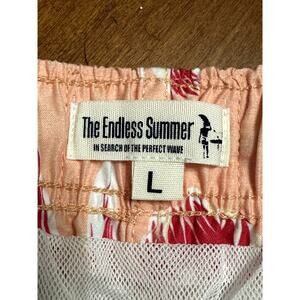 The Endless Summer
IN SEARCH OF THE PERFECT WAVE
L